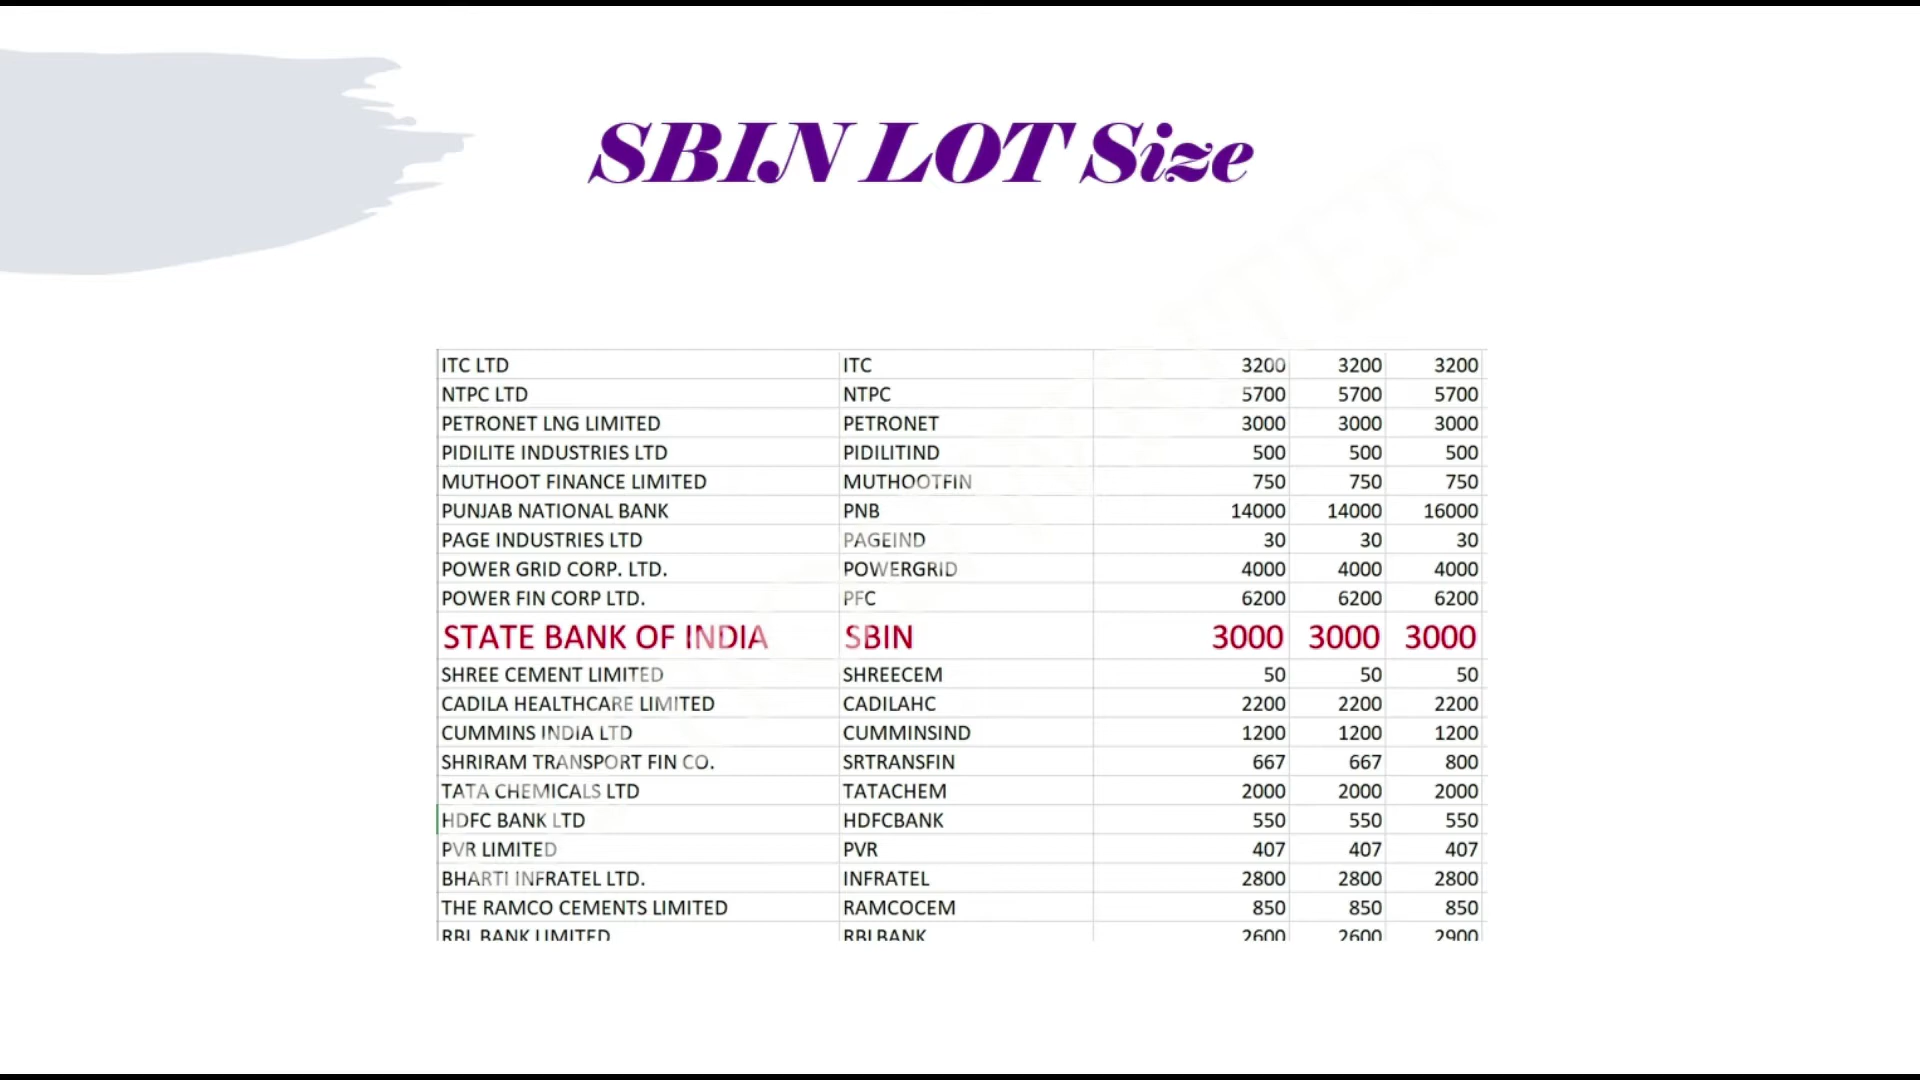 SBIN LOT Size
ITC LTD ITC 3200 3200 3200
NTPC LTD NTPC 5700 5700 5700
PETRONET LNG LIMITED PETRONET 3000 3000 3000
PIDILITE INDUSTRIES LTD PIDILITIND 500 500 500
MUTHOOT FINANCE LIMITED MUTHOOTFIN 750 750 750
PUNJAB NATIONAL BANK PNB 14000 14000 16000
PAGE INDUSTRIES LTD PAGEIND 30 30 30
POWER GRID CORP. LTD. POWERGRID 4000 4000 4000
POWER FIN CORP LTD. PFC 6200 6200 6200
STATE BANK OF INDIA SBIN 3000 3000 3000
SHREE CEMENT LIMITED SHREECEM 50 50 50
CADILA HEALTHCARE LIMITED CADILAHC 2200 2200 2200
CUMMINS INDIA LTD CUMMINSIND 1200 1200 1200
SHRIRAM TRANSPORT FIN CO. SRTRANSFIN 667 667 800
TATA CHEMICALS LTD TATACHEM 2000 2000 2000
HDFC BANK LTD HDFCBANK 550 550 550
PVR LIMITED PVR 407 407 407
BHARTI INFRATEL LTD. INFRATEL 2800 2800 2800
THE RAMCO CEMENTS LIMITED RAMCOCEM 850 850 850
RBL BANK LIMITED RBLBANK 2600 2600 2900